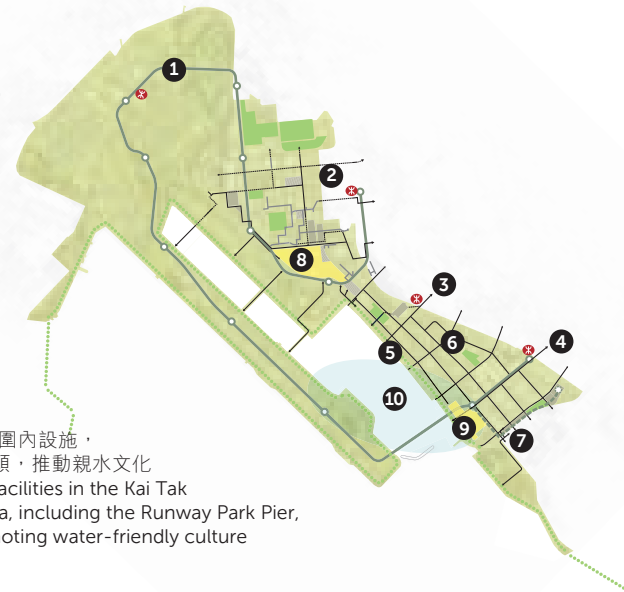 1
2
3
8
6
4
5
10
9
7
圍內設施，
推動親水文化
acilities in the Kai Tak
a, including the Runway Park Pier,
oting water-friendly culture